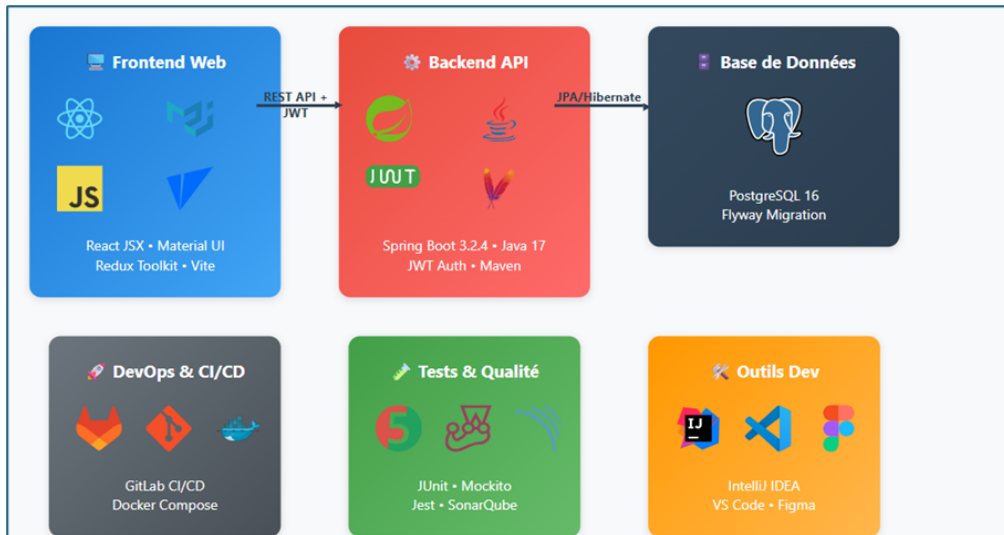 Frontend Web
Backend API
Base de Données
REST API +
JWT
JPA/Hibernate
JS
JWT
PostgreSQL 16
Flyway Migration
React JSX • Material UI
Redux Toolkit • Vite
Spring Boot 3.2.4 • Java 17
JWT Auth • Maven
DevOps & CI/CD
Tests & Qualité
Outils Dev
5
IJ
GitLab CI/CD
Docker Compose
JUnit • Mockito
Jest • SonarQube
IntelliJ IDEA
VS Code • Figma